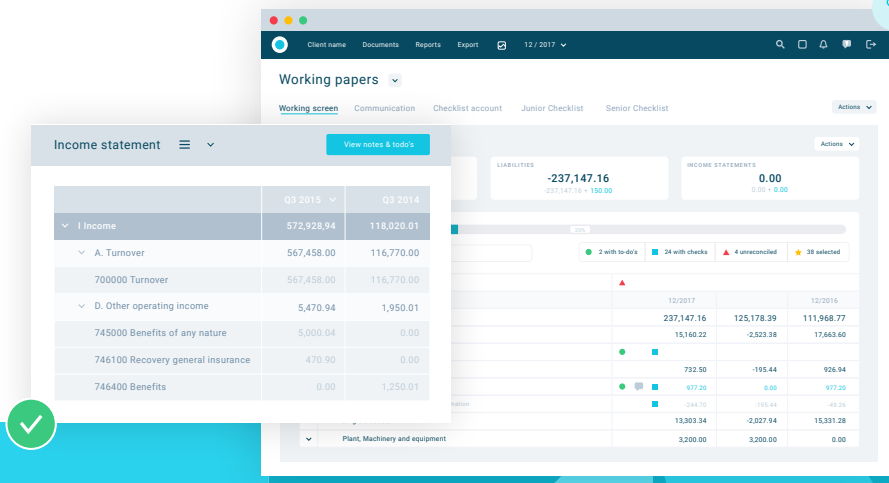 Client name Documents Reports Export 12 / 2017
Working papers
Working screen Communication Checklist account Junior Checklist Senior Checklist
Actions
Actions
LIABILITIES
-237,147.16
-237,147.16 + 150.00
INCOME STATEMENTS
0.00
0.00 + 0.00
2 with to-do's 24 with checks 4 unreconciled 38 selected
12/2017 12/2016
237,147.16 125,178.39 111,968.77
15,160.22 -2,523.38 17,663.60
732.50 -195.44 926.94
977.20 0.00 977.20
-244.70 195.44 -49.26
13,303.34 -2,027.94 15,331.28
Plant, Machinery and equipment 3,200.00 3,200.00 0.00
Income statement
View notes & todo's
Q3 2015 Q3 2014
I Income 572,928,94 118,020.01
A. Turnover 567,458.00 116,770.00
700000 Turnover 567,458.00 116,770.00
D. Other operating income 5,470.94 1,950.01
745000 Benefits of any nature 5,000.04 0.00
746100 Recovery general insurance 470.90 0.00
746400 Benefits 0.00 1,250.01